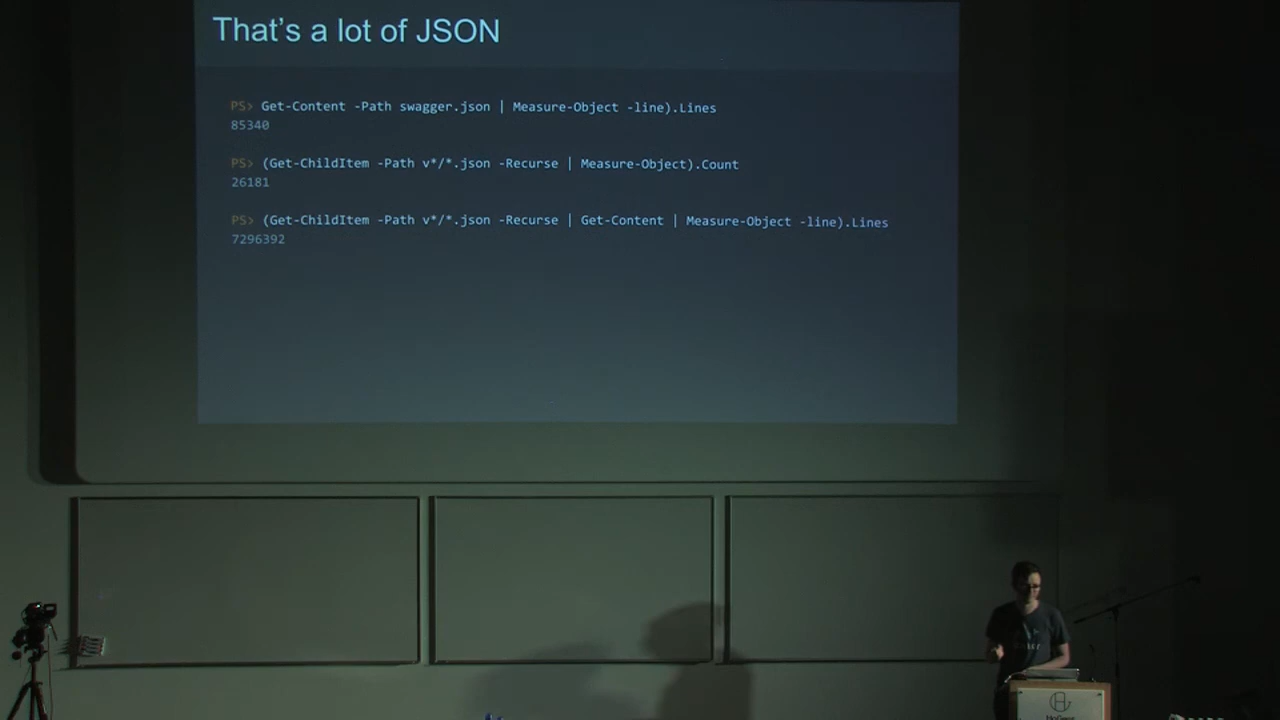 That's a lot of JSON
PS> Get-Content -Path swagger.json | Measure-Object -line).Lines
85340
PS> (Get-ChildItem -Path v*/*.json -Recurse | Measure-Object).Count
26181
PS> (Get-ChildItem -Path v*/*.json -Recurse | Get-Content | Measure-Object -line).Lines
7296392